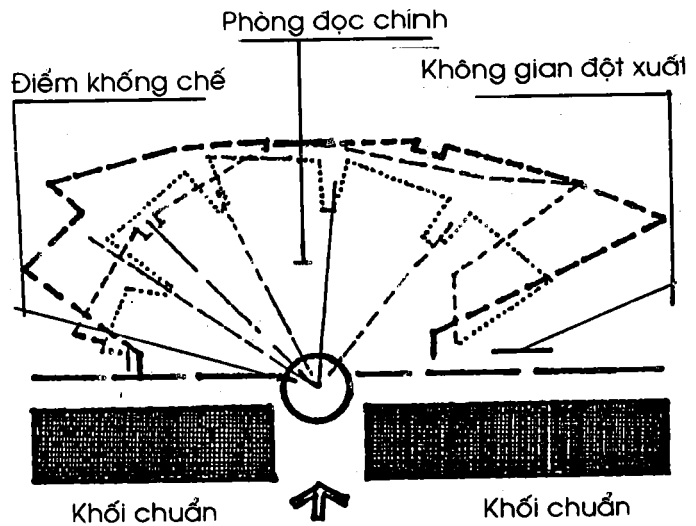 Phòng đọc chính
Điểm khống chế
Không gian đột xuất
Khối chuẩn
Khối chuẩn